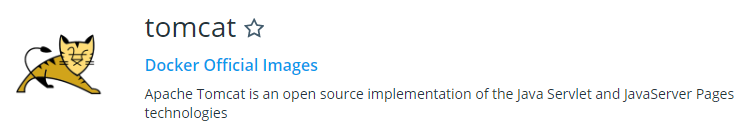 tomcat
Docker Official Images
Apache Tomcat is an open source implementation of the Java Servlet and JavaServer Pages
technologies